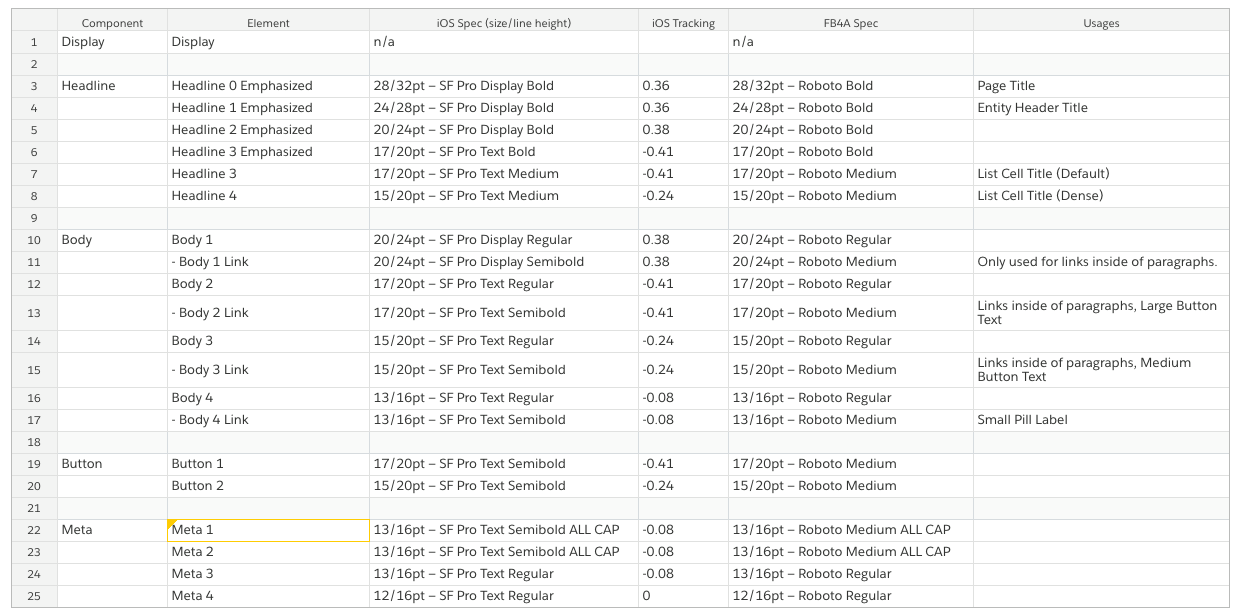 Component Element iOS Spec (size/line height) iOS Tracking FB4A Spec Usages
1 Display Display n/a n/a
2
3 Headline Headline 0 Emphasized 28/32pt – SF Pro Display Bold 0.36 28/32pt – Roboto Bold Page Title
4 Headline 1 Emphasized 24/28pt – SF Pro Display Bold 0.36 24/28pt – Roboto Bold Entity Header Title
5 Headline 2 Emphasized 20/24pt – SF Pro Display Bold 0.38 20/24pt – Roboto Bold
6 Headline 3 Emphasized 17/20pt – SF Pro Text Bold -0.41 17/20pt – Roboto Bold
7 Headline 3 17/20pt – SF Pro Text Medium -0.41 17/20pt – Roboto Medium List Cell Title (Default)
8 Headline 4 15/20pt – SF Pro Text Medium -0.24 15/20pt – Roboto Medium List Cell Title (Dense)
9
10 Body Body 1 20/24pt – SF Pro Display Regular 0.38 20/24pt – Roboto Regular
11 - Body 1 Link 20/24pt – SF Pro Display Semibold 0.38 20/24pt – Roboto Medium Only used for links inside of paragraphs.
12 Body 2 17/20pt – SF Pro Text Regular -0.41 17/20pt – Roboto Regular
13 - Body 2 Link 17/20pt – SF Pro Text Semibold -0.41 17/20pt – Roboto Medium Links inside of paragraphs, Large Button
Text
14 Body 3 15/20pt – SF Pro Text Regular -0.24 15/20pt – Roboto Regular
15 - Body 3 Link 15/20pt – SF Pro Text Semibold -0.24 15/20pt – Roboto Medium Links inside of paragraphs, Medium
Button Text
16 Body 4 13/16pt – SF Pro Text Regular -0.08 13/16pt – Roboto Regular
17 - Body 4 Link 13/16pt – SF Pro Text Semibold -0.08 13/16pt – Roboto Medium Small Pill Label
18
19 Button Button 1 17/20pt – SF Pro Text Semibold -0.41 17/20pt – Roboto Medium
20 Button 2 15/20pt – SF Pro Text Semibold -0.24 15/20pt – Roboto Medium
21
22 Meta Meta 1 13/16pt – SF Pro Text Semibold ALL CAP -0.08 13/16pt – Roboto Medium ALL CAP
23 Meta 2 13/16pt – SF Pro Text Semibold ALL CAP -0.08 13/16pt – Roboto Medium ALL CAP
24 Meta 3 13/16pt – SF Pro Text Regular -0.08 13/16pt – Roboto Regular
25 Meta 4 12/16pt – SF Pro Text Regular 0 12/16pt – Roboto Regular